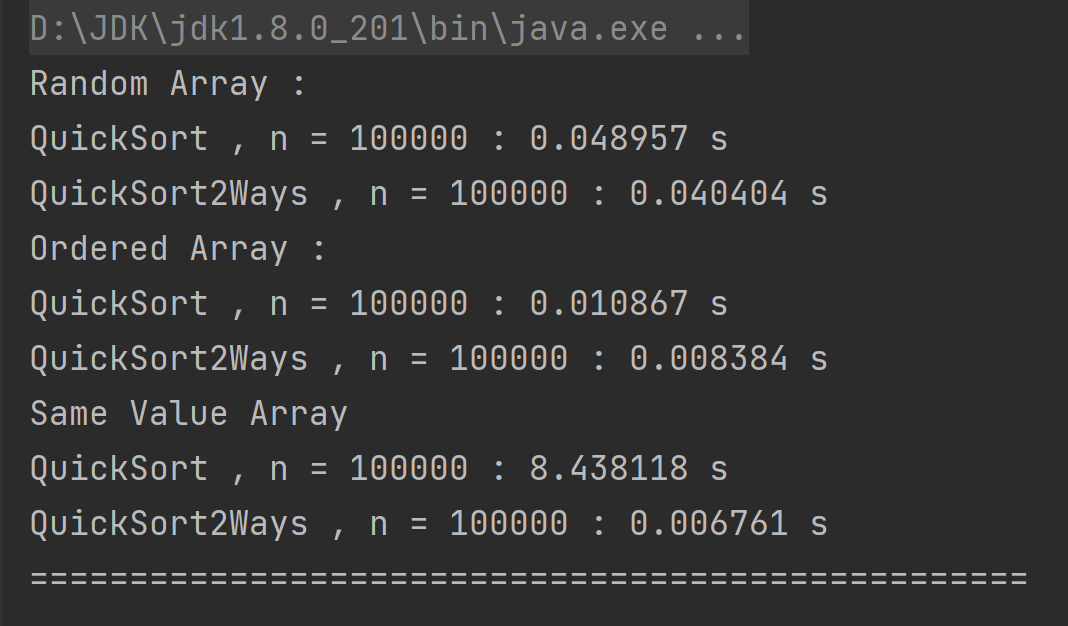 D:\JDK\jdk1.8.0_201\bin\java.exe ...
Random Array :
QuickSort , n = 100000 : 0.048957 s
QuickSort2Ways , n = 100000 : 0.040404 s
Ordered Array :
QuickSort , n = 100000 : 0.010867 s
QuickSort2Ways , n = 100000 : 0.008384 s
Same Value Array
QuickSort , n = 100000 : 8.438118 s
QuickSort2Ways , n = 100000 : 0.006761 s
==================================================